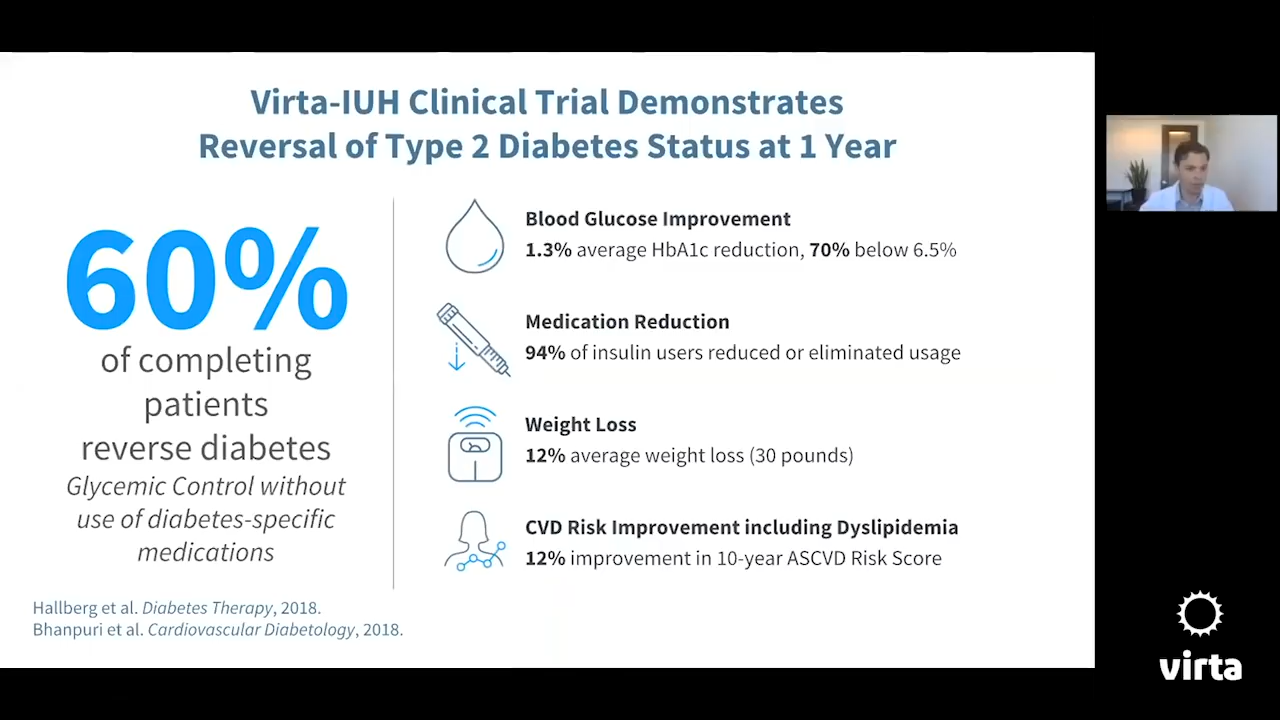 Virta-IUH Clinical Trial Demonstrates
Reversal of Type 2 Diabetes Status at 1 Year
60%
of completing
patients
reverse diabetes
Glycemic Control without
use of diabetes-specific
medications
Blood Glucose Improvement
1.3% average HbA1c reduction, 70% below 6.5%
Medication Reduction
94% of insulin users reduced or eliminated usage
Weight Loss
12% average weight loss (30 pounds)
CVD Risk Improvement including Dyslipidemia
12% improvement in 10-year ASCVD Risk Score
Hallberg et al. Diabetes Therapy, 2018.
Bhanpuri et al. Cardiovascular Diabetology, 2018.
virta